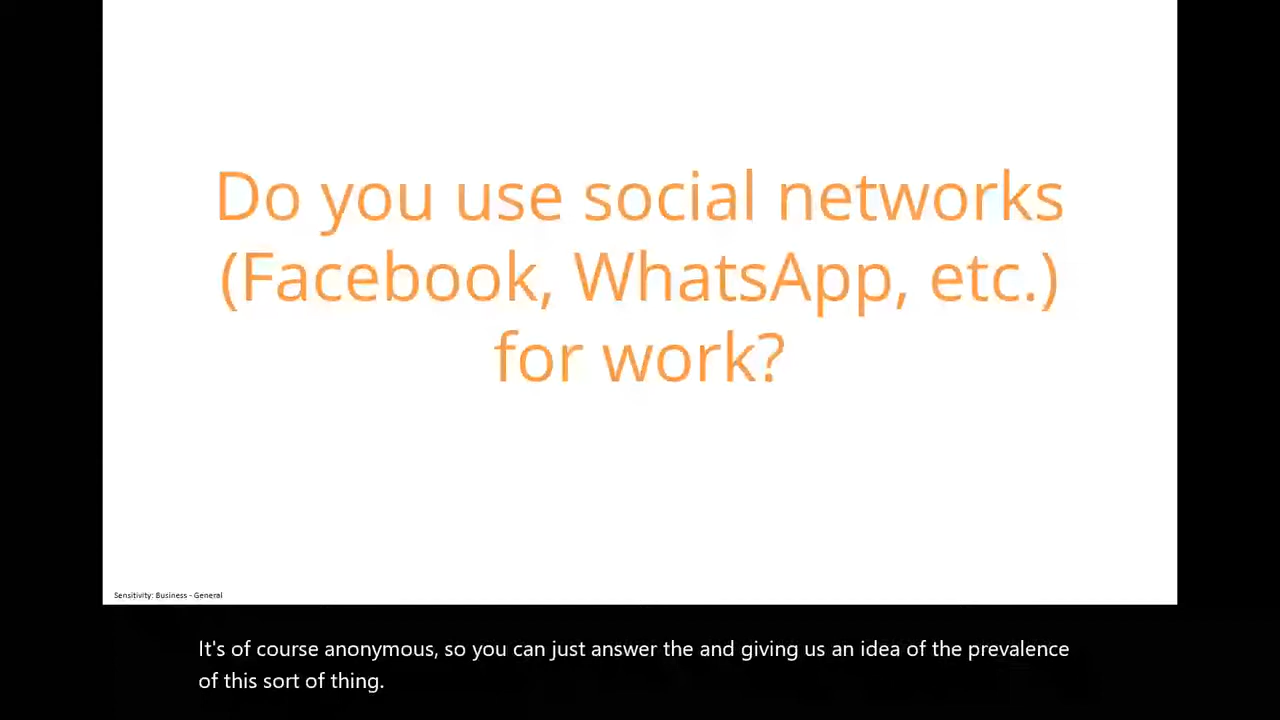 Do you use social networks
(Facebook, WhatsApp, etc.)
for work?
Sensitivity: Business - General
It's of course anonymous, so you can just answer the and giving us an idea of the prevalence
of this sort of thing.